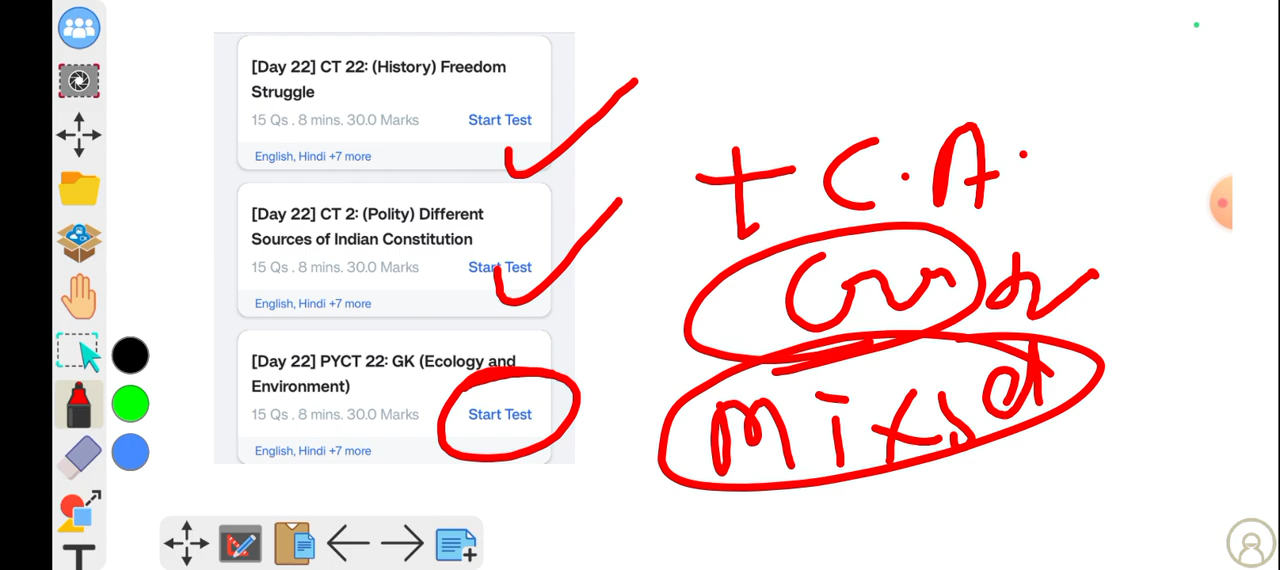 [Day 22] CT 22: (History) Freedom
Struggle
15 Qs . 8 mins. 30.0 Marks Start Test
English, Hindi +7 more
[Day 22] CT 2: (Polity) Different
Sources of Indian Constitution
15 Qs . 8 mins. 30.0 Marks Start Test
English, Hindi +7 more
[Day 22] PYCT 22: GK (Ecology and
Environment)
15 Qs . 8 mins. 30.0 Marks Start Test
English, Hindi +7 more
+ C.A.
T